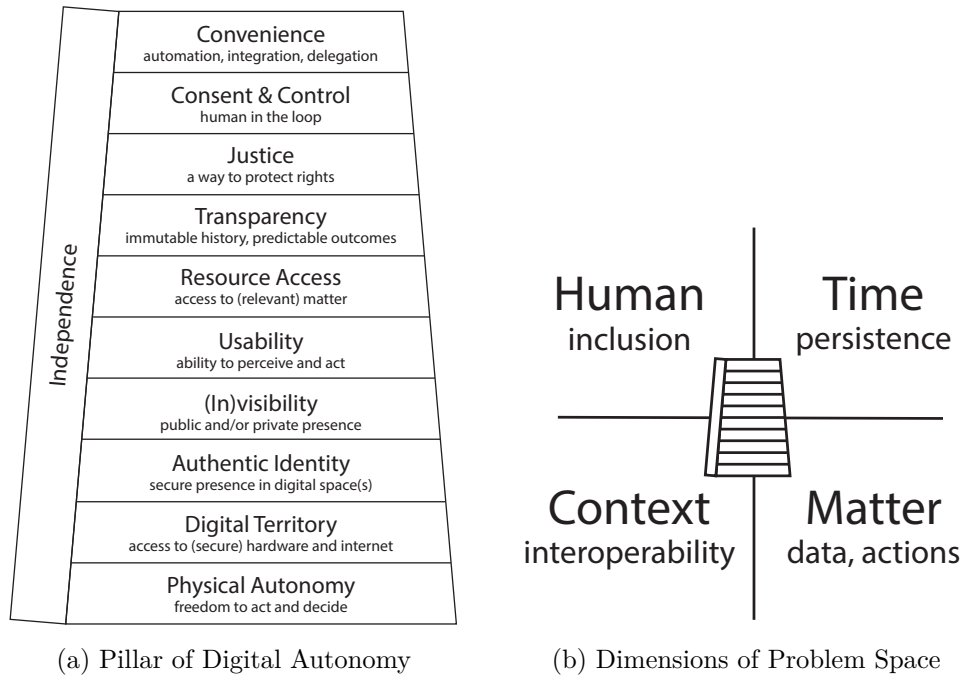 Independence
Convenience
automation, integration, delegation
Consent & Control
human in the loop
Justice
a way to protect rights
Transparency
immutable history, predictable outcomes
Resource Access
access to (relevant) matter
Usability
ability to perceive and act
(In)visibility
public and/or private presence
Authentic Identity
secure presence in digital space(s)
Digital Territory
access to (secure) hardware and internet
Physical Autonomy
freedom to act and decide
(a) Pillar of Digital Autonomy
Human
inclusion
Time
persistence
Context
interoperability
Matter
data, actions
(b) Dimensions of Problem Space